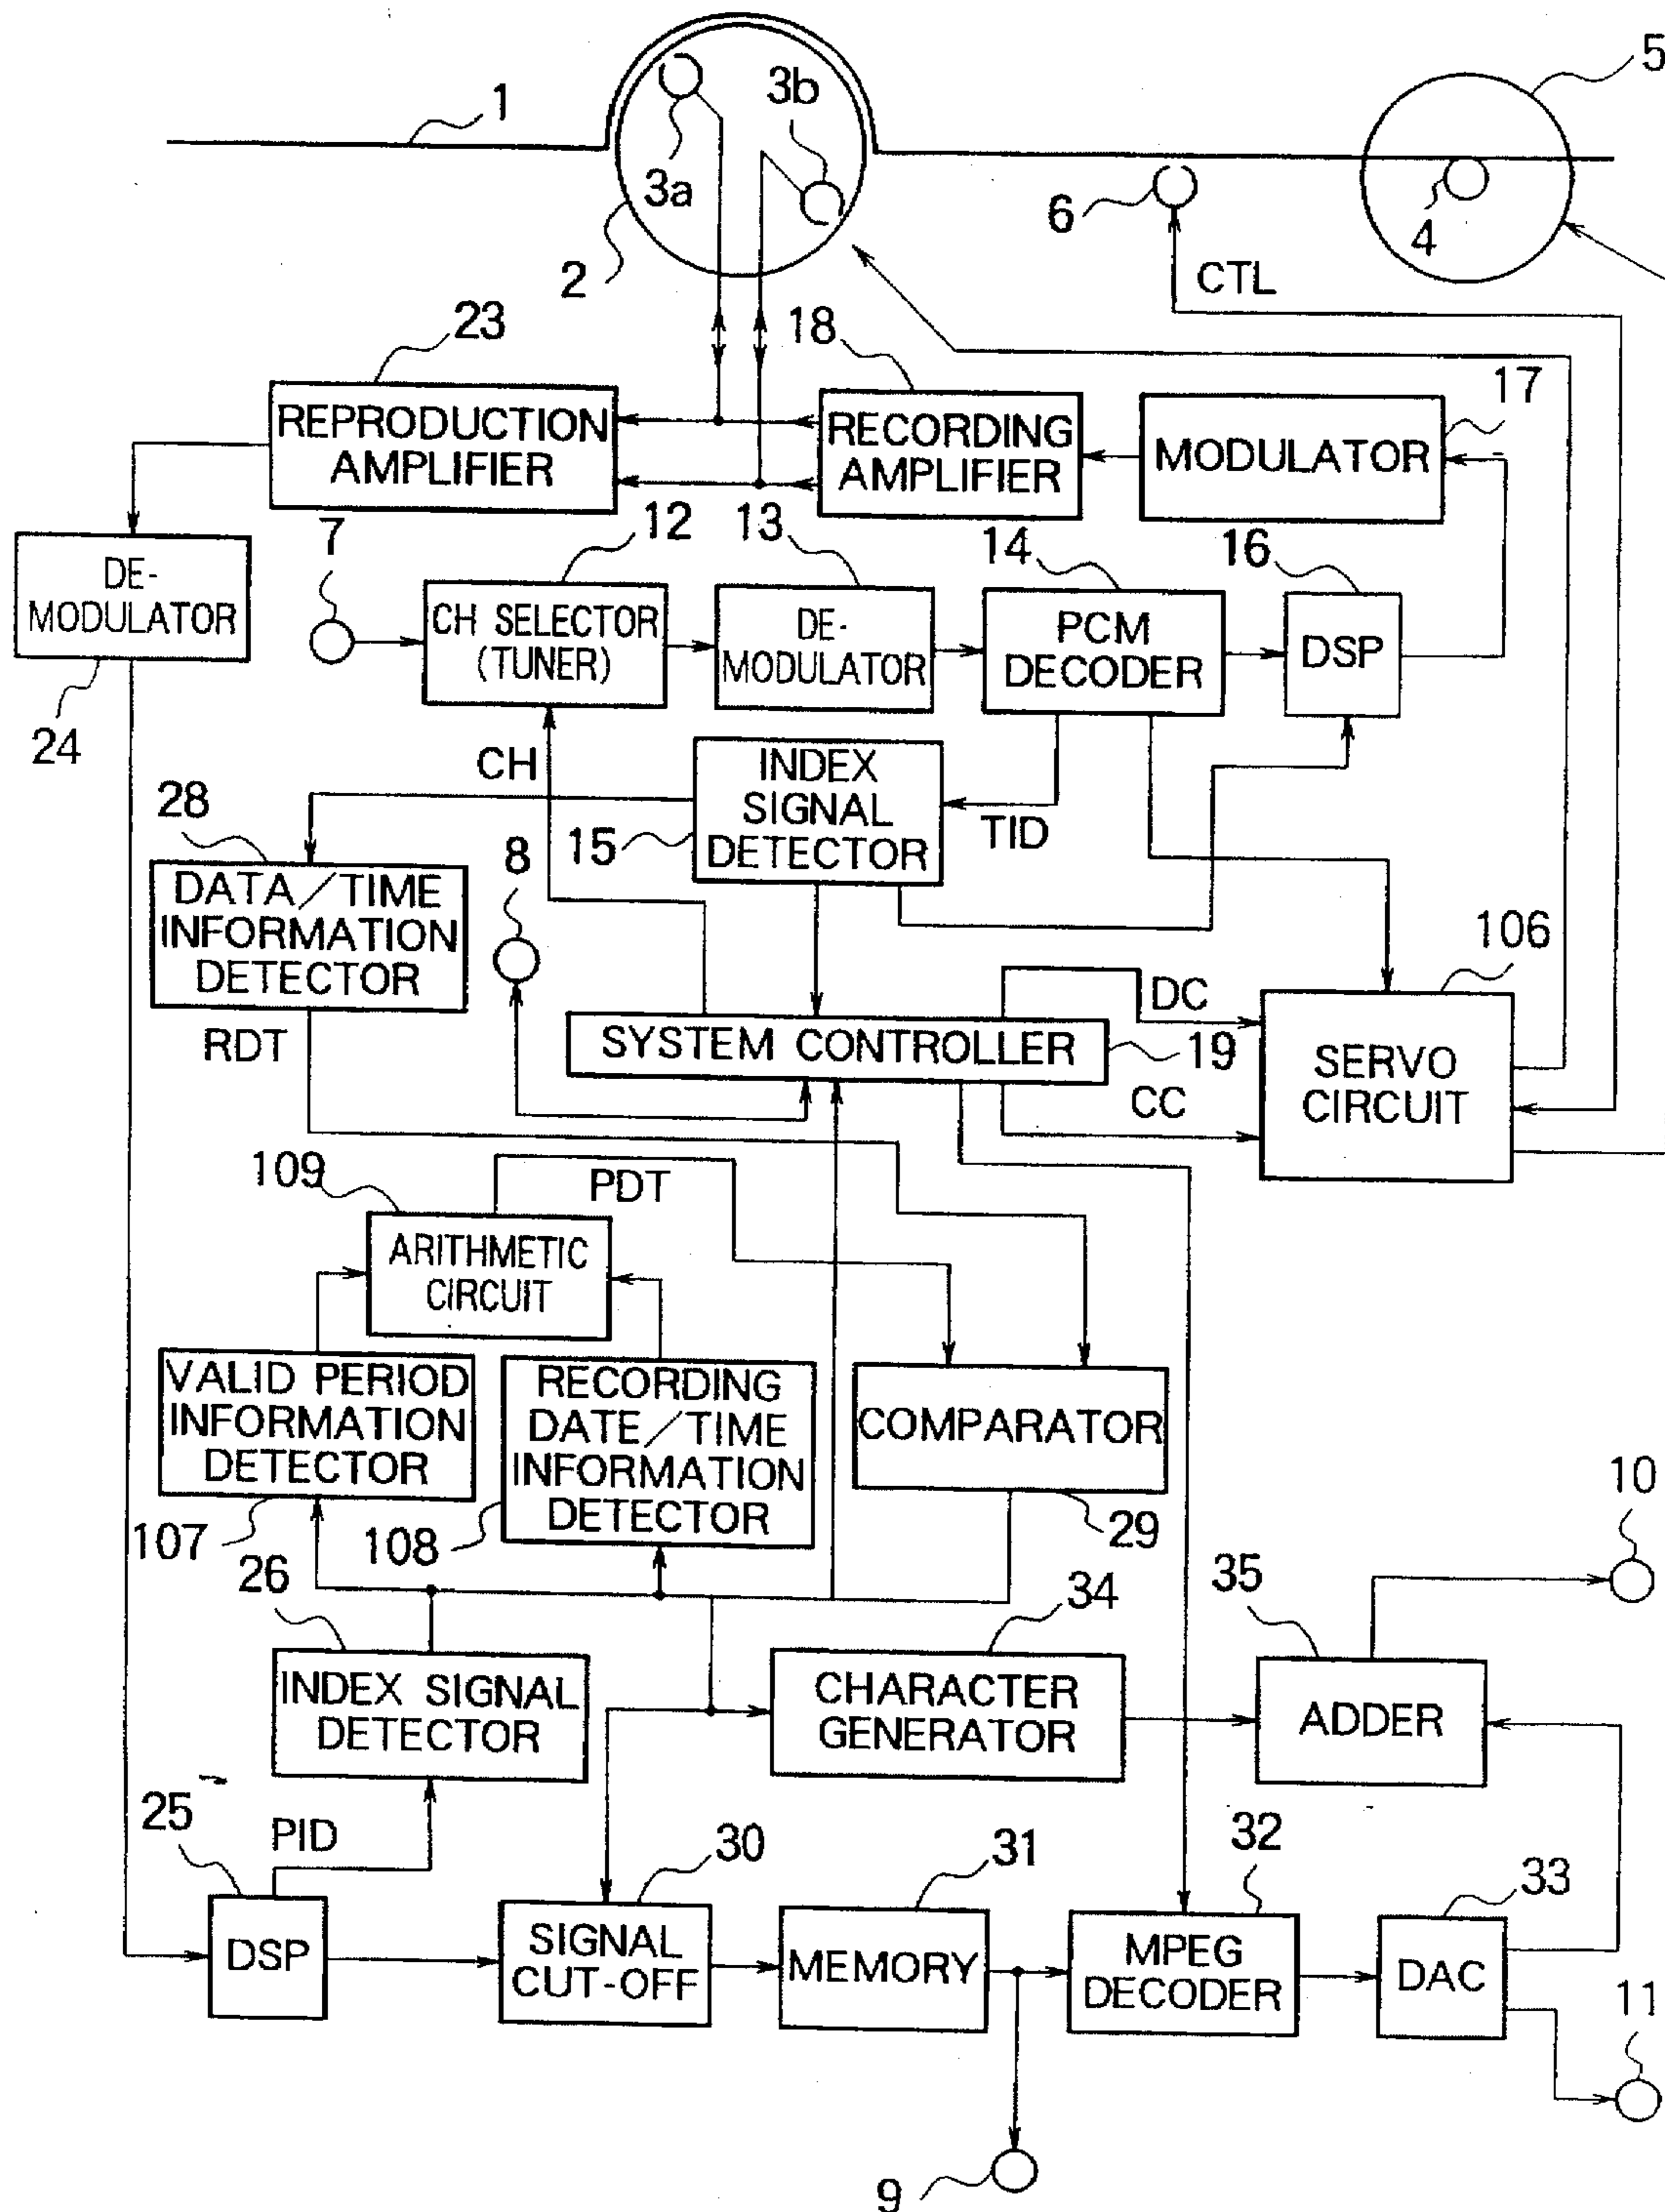 5
1
3a
3b
6
4
2
CTL
23
18
17
REPRODUCTION
AMPLIFIER
RECORDING
AMPLIFIER
MODULATOR
7
12
13
14
16
DE-
MODULATOR
CH SELECTOR
(TUNER)
DE-
MODULATOR
PCM
DECODER
DSP
24
CH
INDEX
SIGNAL
DETECTOR
TID
28
15
8
DATA/TIME
INFORMATION
DETECTOR
106
DC
RDT
SYSTEM CONTROLLER
19
SERVO
CIRCUIT
CC
109
PDT
ARITHMETIC
CIRCUIT
VALID PERIOD
INFORMATION
DETECTOR
RECORDING
DATE/TIME
INFORMATION
DETECTOR
COMPARATOR
107
108
29
10
26
34
35
INDEX SIGNAL
DETECTOR
CHARACTER
GENERATOR
ADDER
25
PID
30
31
32
33
DSP
SIGNAL
CUT-OFF
MEMORY
MPEG
DECODER
DAC
11
9